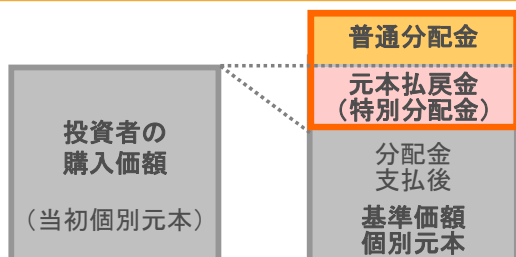 普通分配金
元本払戻金
（特別分配金）
投資者の
購入価額
（当初個別元本）
分配金
支払後
基準価額
個別元本